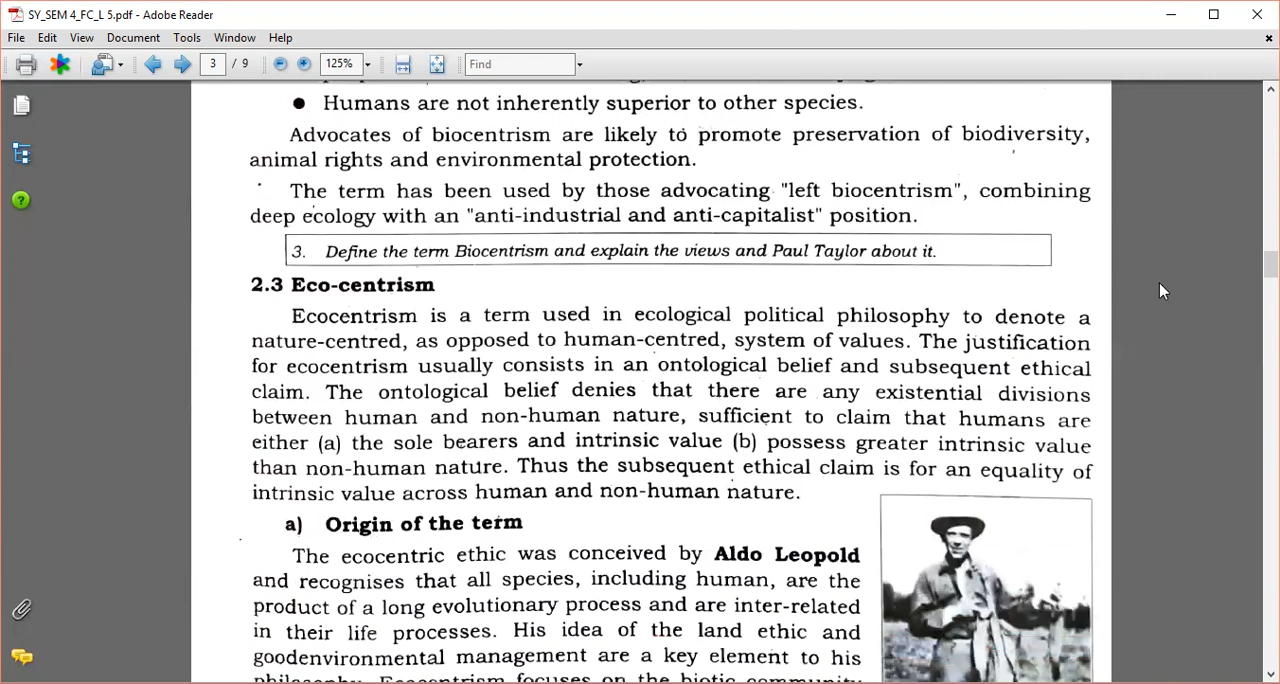 SY_SEM 4_FC_L 5.pdf - Adobe Reader
File Edit View Document Tools Window Help
3 / 9 125% Find
● Humans are not inherently superior to other species.
Advocates of biocentrism are likely to promote preservation of biodiversity,
animal rights and environmental protection.
The term has been used by those advocating "left biocentrism", combining
deep ecology with an "anti-industrial and anti-capitalist" position.
3. Define the term Biocentrism and explain the views and Paul Taylor about it.
2.3 Eco-centrism
Ecocentrism is a term used in ecological political philosophy to denote a
nature-centred, as opposed to human-centred, system of values. The justification
for ecocentrism usually consists in an ontological belief and subsequent ethical
claim. The ontological belief denies that there are any existential divisions
between human and non-human nature, sufficient to claim that humans are
either (a) the sole bearers and intrinsic value (b) possess greater intrinsic value
than non-human nature. Thus the subsequent ethical claim is for an equality of
intrinsic value across human and non-human nature.
a) Origin of the term
The ecocentric ethic was conceived by Aldo Leopold
and recognises that all species, including human, are the
product of a long evolutionary process and are inter-related
in their life processes. His idea of the land ethic and
goodenvironmental management are a key element to his
philosophy. Ecocentrism focuses on the biotic community